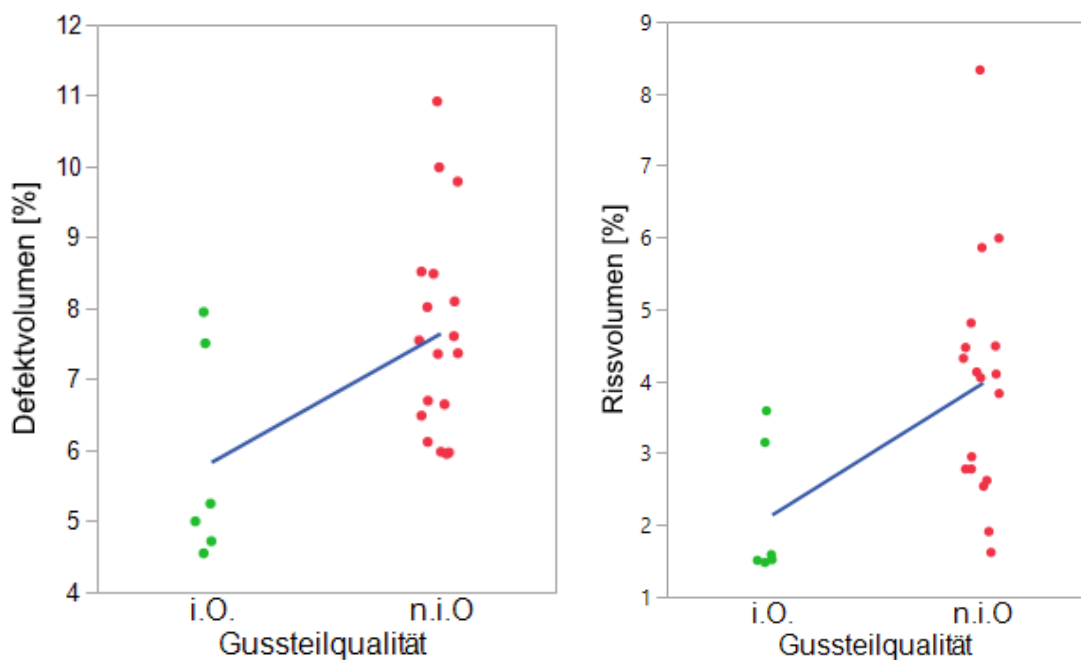 Defektvolumen [%]
12
11
10
9
8
7
6
5
4
i.O.
n.i.O
Gussteilqualität
Rissvolumen [%]
9
8
7
6
5
4
3
2
1
i.O.
n.i.O
Gussteilqualität